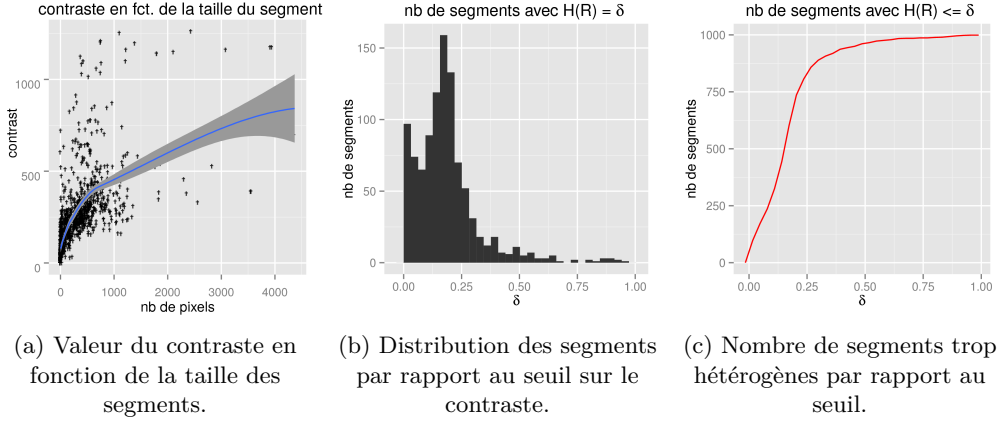 contraste en fct. de la taille du segment
contrast
1000
500
0
0 1000 2000 3000 4000
nb de pixels
(a) Valeur du contraste en
fonction de la taille des
segments.
nb de segments avec H(R) = δ
nb de segments
150
100
50
0
0.00 0.25 0.50 0.75 1.00
δ
(b) Distribution des segments
par rapport au seuil sur le
contraste.
nb de segments avec H(R) <= δ
nb de segments
1000
750
500
250
0
0.00 0.25 0.50 0.75 1.00
δ
(c) Nombre de segments trop
hétérogènes par rapport au
seuil.